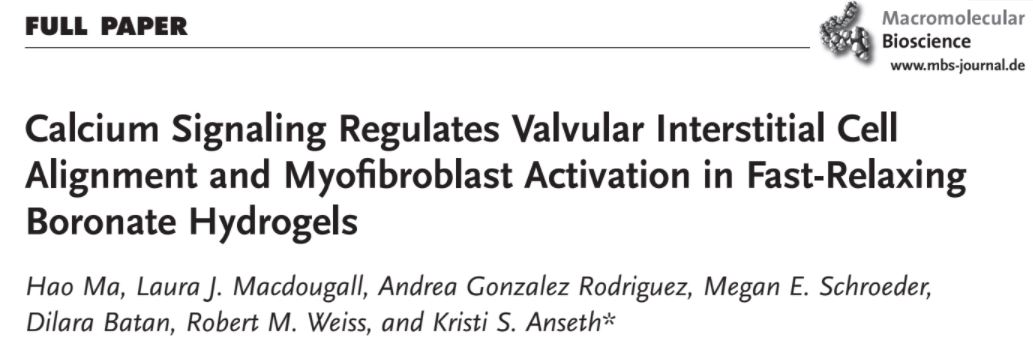 FULL PAPER
Macromolecular
Bioscience
www.mbs-journal.de
Calcium Signaling Regulates Valvular Interstitial Cell
Alignment and Myofibroblast Activation in Fast-Relaxing
Boronate Hydrogels
Hao Ma, Laura J. Macdougall, Andrea Gonzalez Rodriguez, Megan E. Schroeder,
Dilara Batan, Robert M. Weiss, and Kristi S. Anseth*